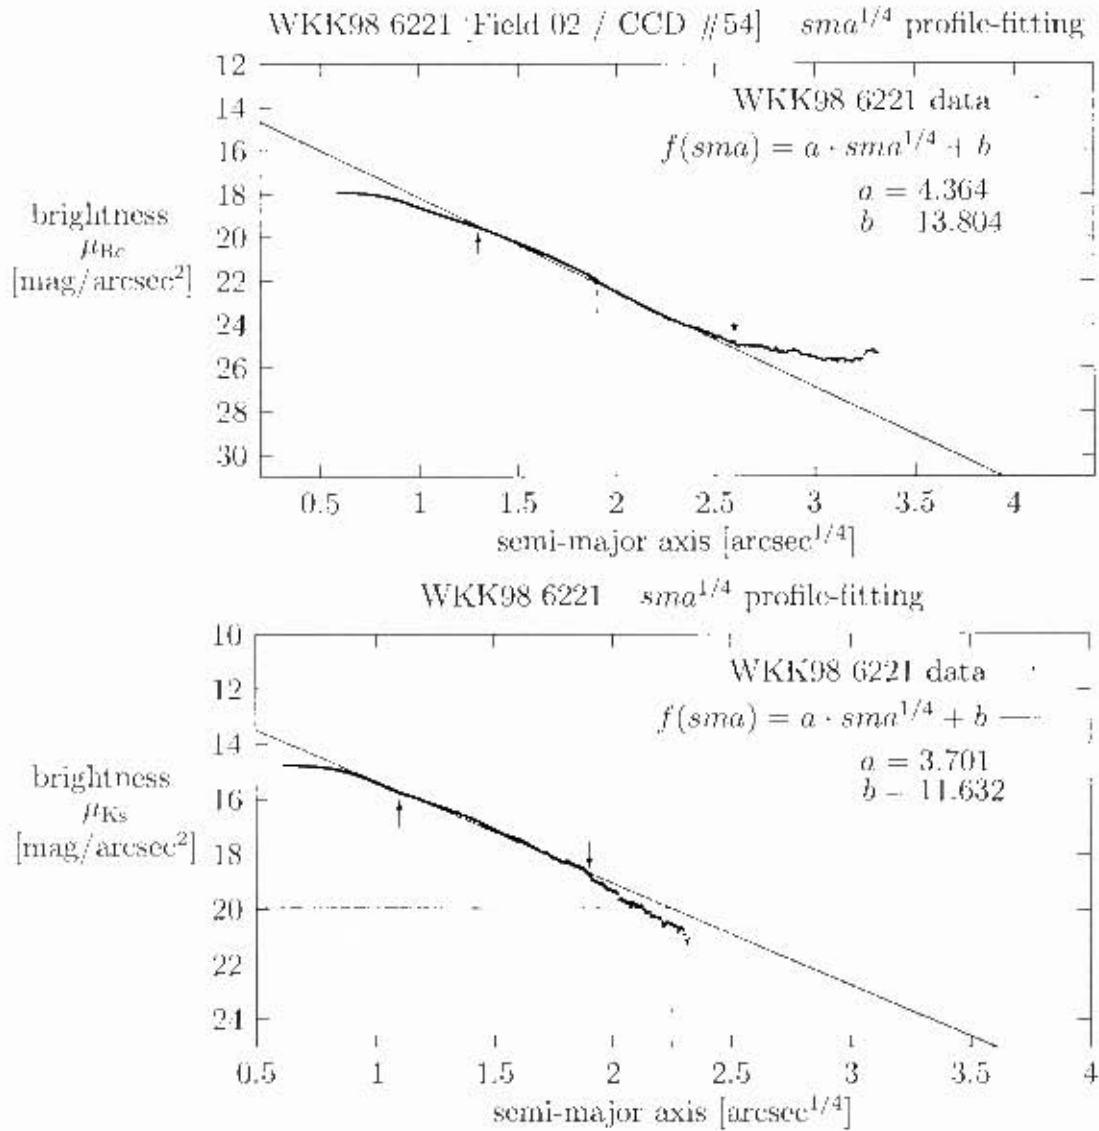 WKK98 6221 [Field 02 / CCD #54] sma^1/4 profile-fitting
12
14
16
18
20
22
24
26
28
30
brightness
μRc
[mag/arcsec²]
WKK98 6221 data
f(sma) = a · sma^1/4 + b
a = 4.364
b = 13.804
0.5 1 1.5 2 2.5 3 3.5 4
semi-major axis [arcsec^1/4]
WKK98 6221 sma^1/4 profile-fitting
10
12
14
16
18
20
22
24
brightness
μKs
[mag/arcsec²]
WKK98 6221 data
f(sma) = a · sma^1/4 + b
a = 3.701
b = 11.632
0.5 1 1.5 2 2.5 3 3.5 4
semi-major axis [arcsec^1/4]